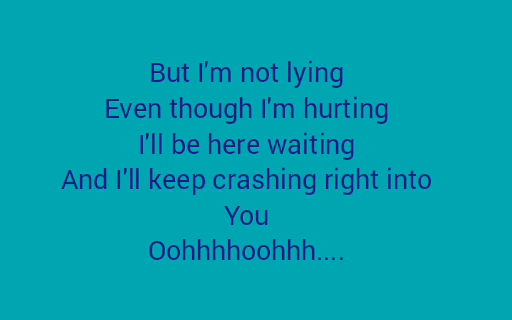 But I'm not lying
Even though I'm hurting
I'll be here waiting
And I'll keep crashing right into
You
Oohhhhoohhh....